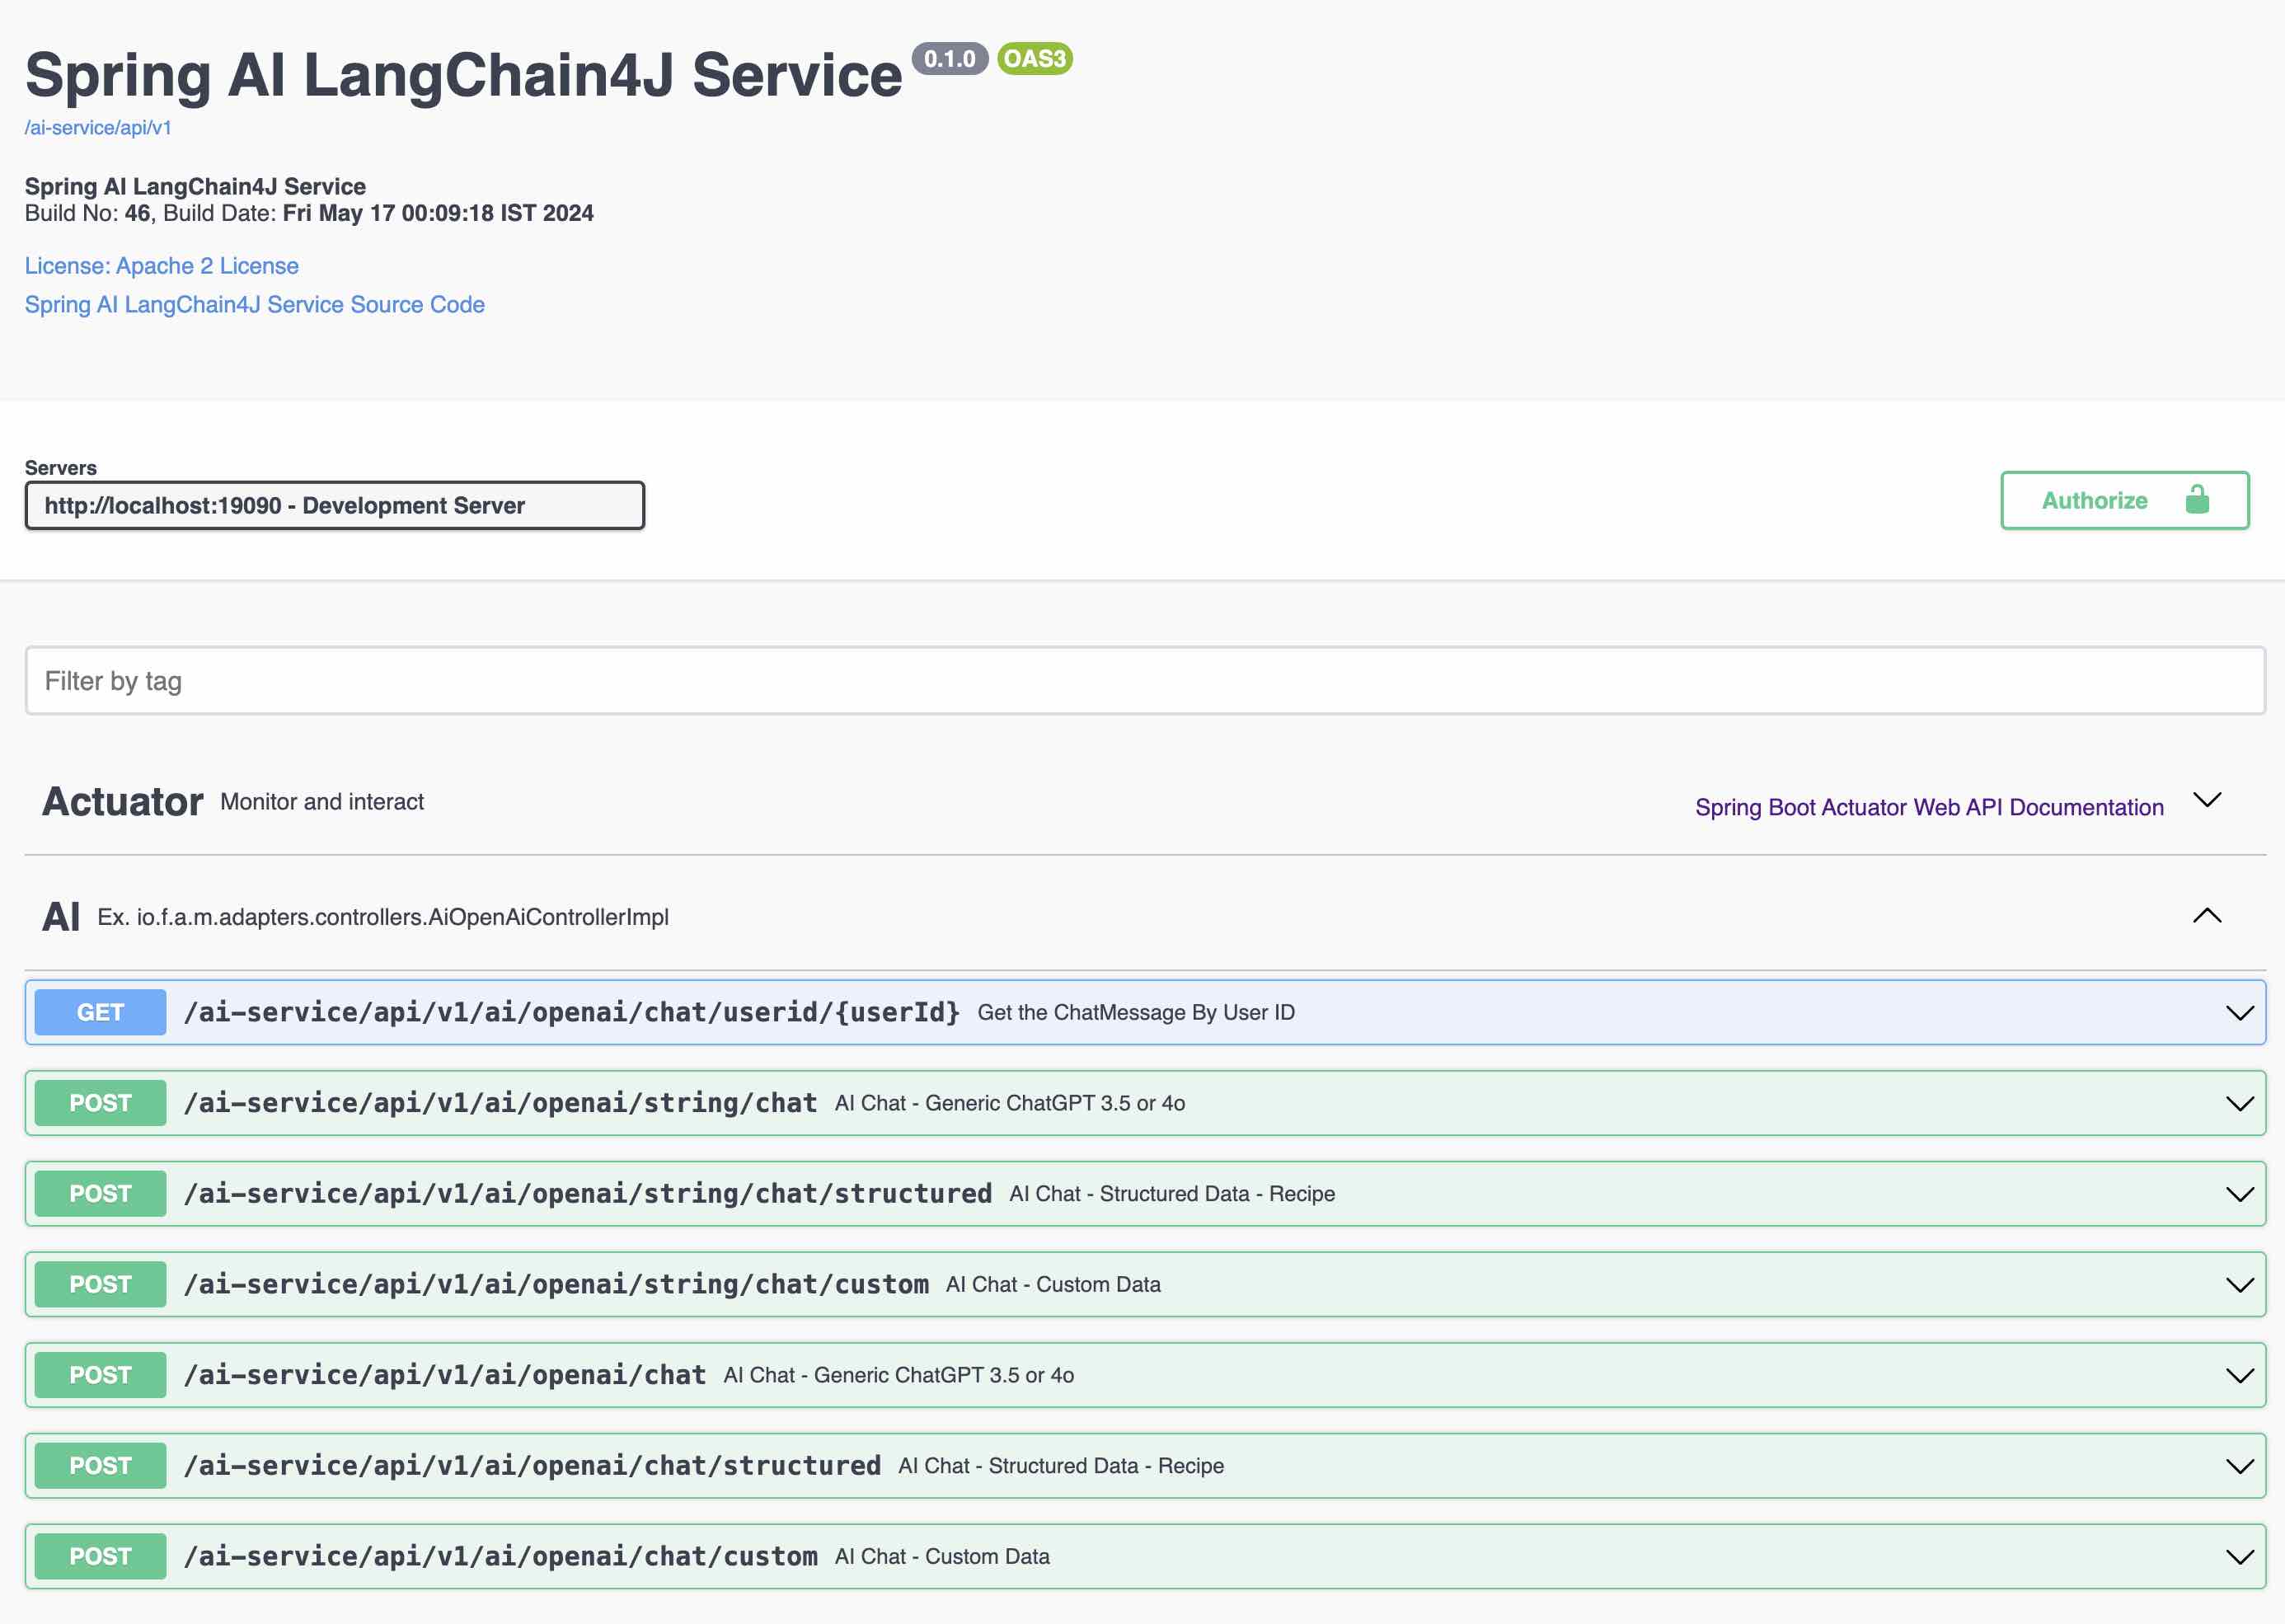 Spring AI LangChain4J Service 0.1.0 OAS3
/ai-service/api/v1
Spring AI LangChain4J Service
Build No: 46, Build Date: Fri May 17 00:09:18 IST 2024
License: Apache 2 License
Spring AI LangChain4J Service Source Code
Servers
http://localhost:19090 - Development Server
Authorize
Filter by tag
Actuator Monitor and interact Spring Boot Actuator Web API Documentation
AI Ex. io.f.a.m.adapters.controllers.AiOpenAiControllerImpl
GET /ai-service/api/v1/ai/openai/chat/userid/{userId} Get the ChatMessage By User ID
POST /ai-service/api/v1/ai/openai/string/chat AI Chat - Generic ChatGPT 3.5 or 4o
POST /ai-service/api/v1/ai/openai/string/chat/structured AI Chat - Structured Data - Recipe
POST /ai-service/api/v1/ai/openai/string/chat/custom AI Chat - Custom Data
POST /ai-service/api/v1/ai/openai/chat AI Chat - Generic ChatGPT 3.5 or 4o
POST /ai-service/api/v1/ai/openai/chat/structured AI Chat - Structured Data - Recipe
POST /ai-service/api/v1/ai/openai/chat/custom AI Chat - Custom Data